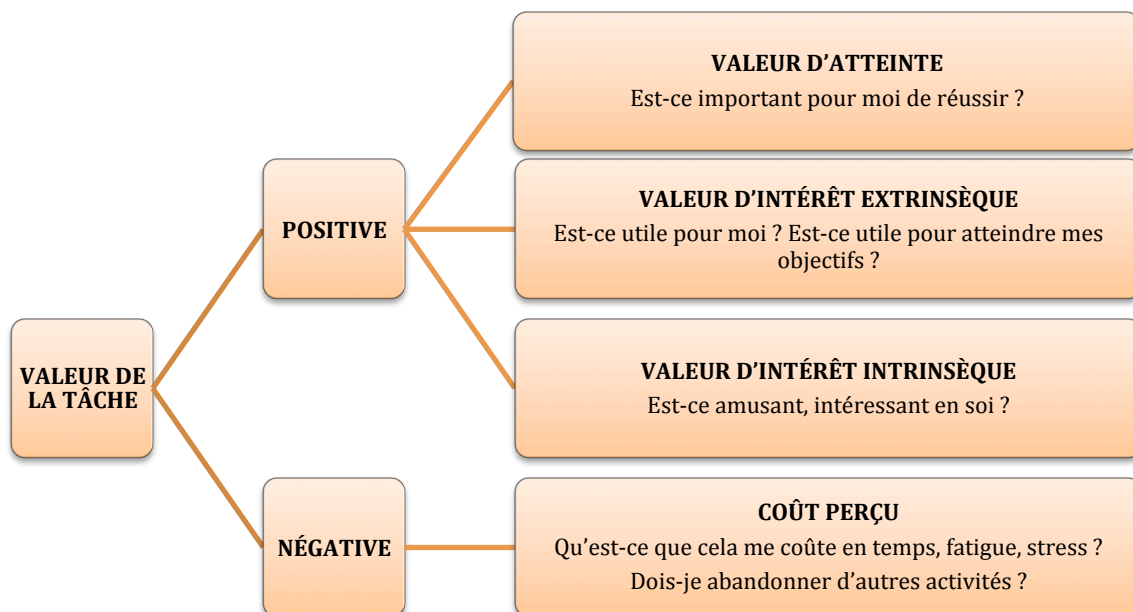 VALEUR D’ATTEINTE
Est-ce important pour moi de réussir ?
POSITIVE
VALEUR D’INTÉRÊT EXTRINSÈQUE
Est-ce utile pour moi ? Est-ce utile pour atteindre mes
objectifs ?
VALEUR DE
LA TÂCHE
VALEUR D’INTÉRÊT INTRINSÈQUE
Est-ce amusant, intéressant en soi ?
NÉGATIVE
COÛT PERÇU
Qu’est-ce que cela me coûte en temps, fatigue, stress ?
Dois-je abandonner d’autres activités ?